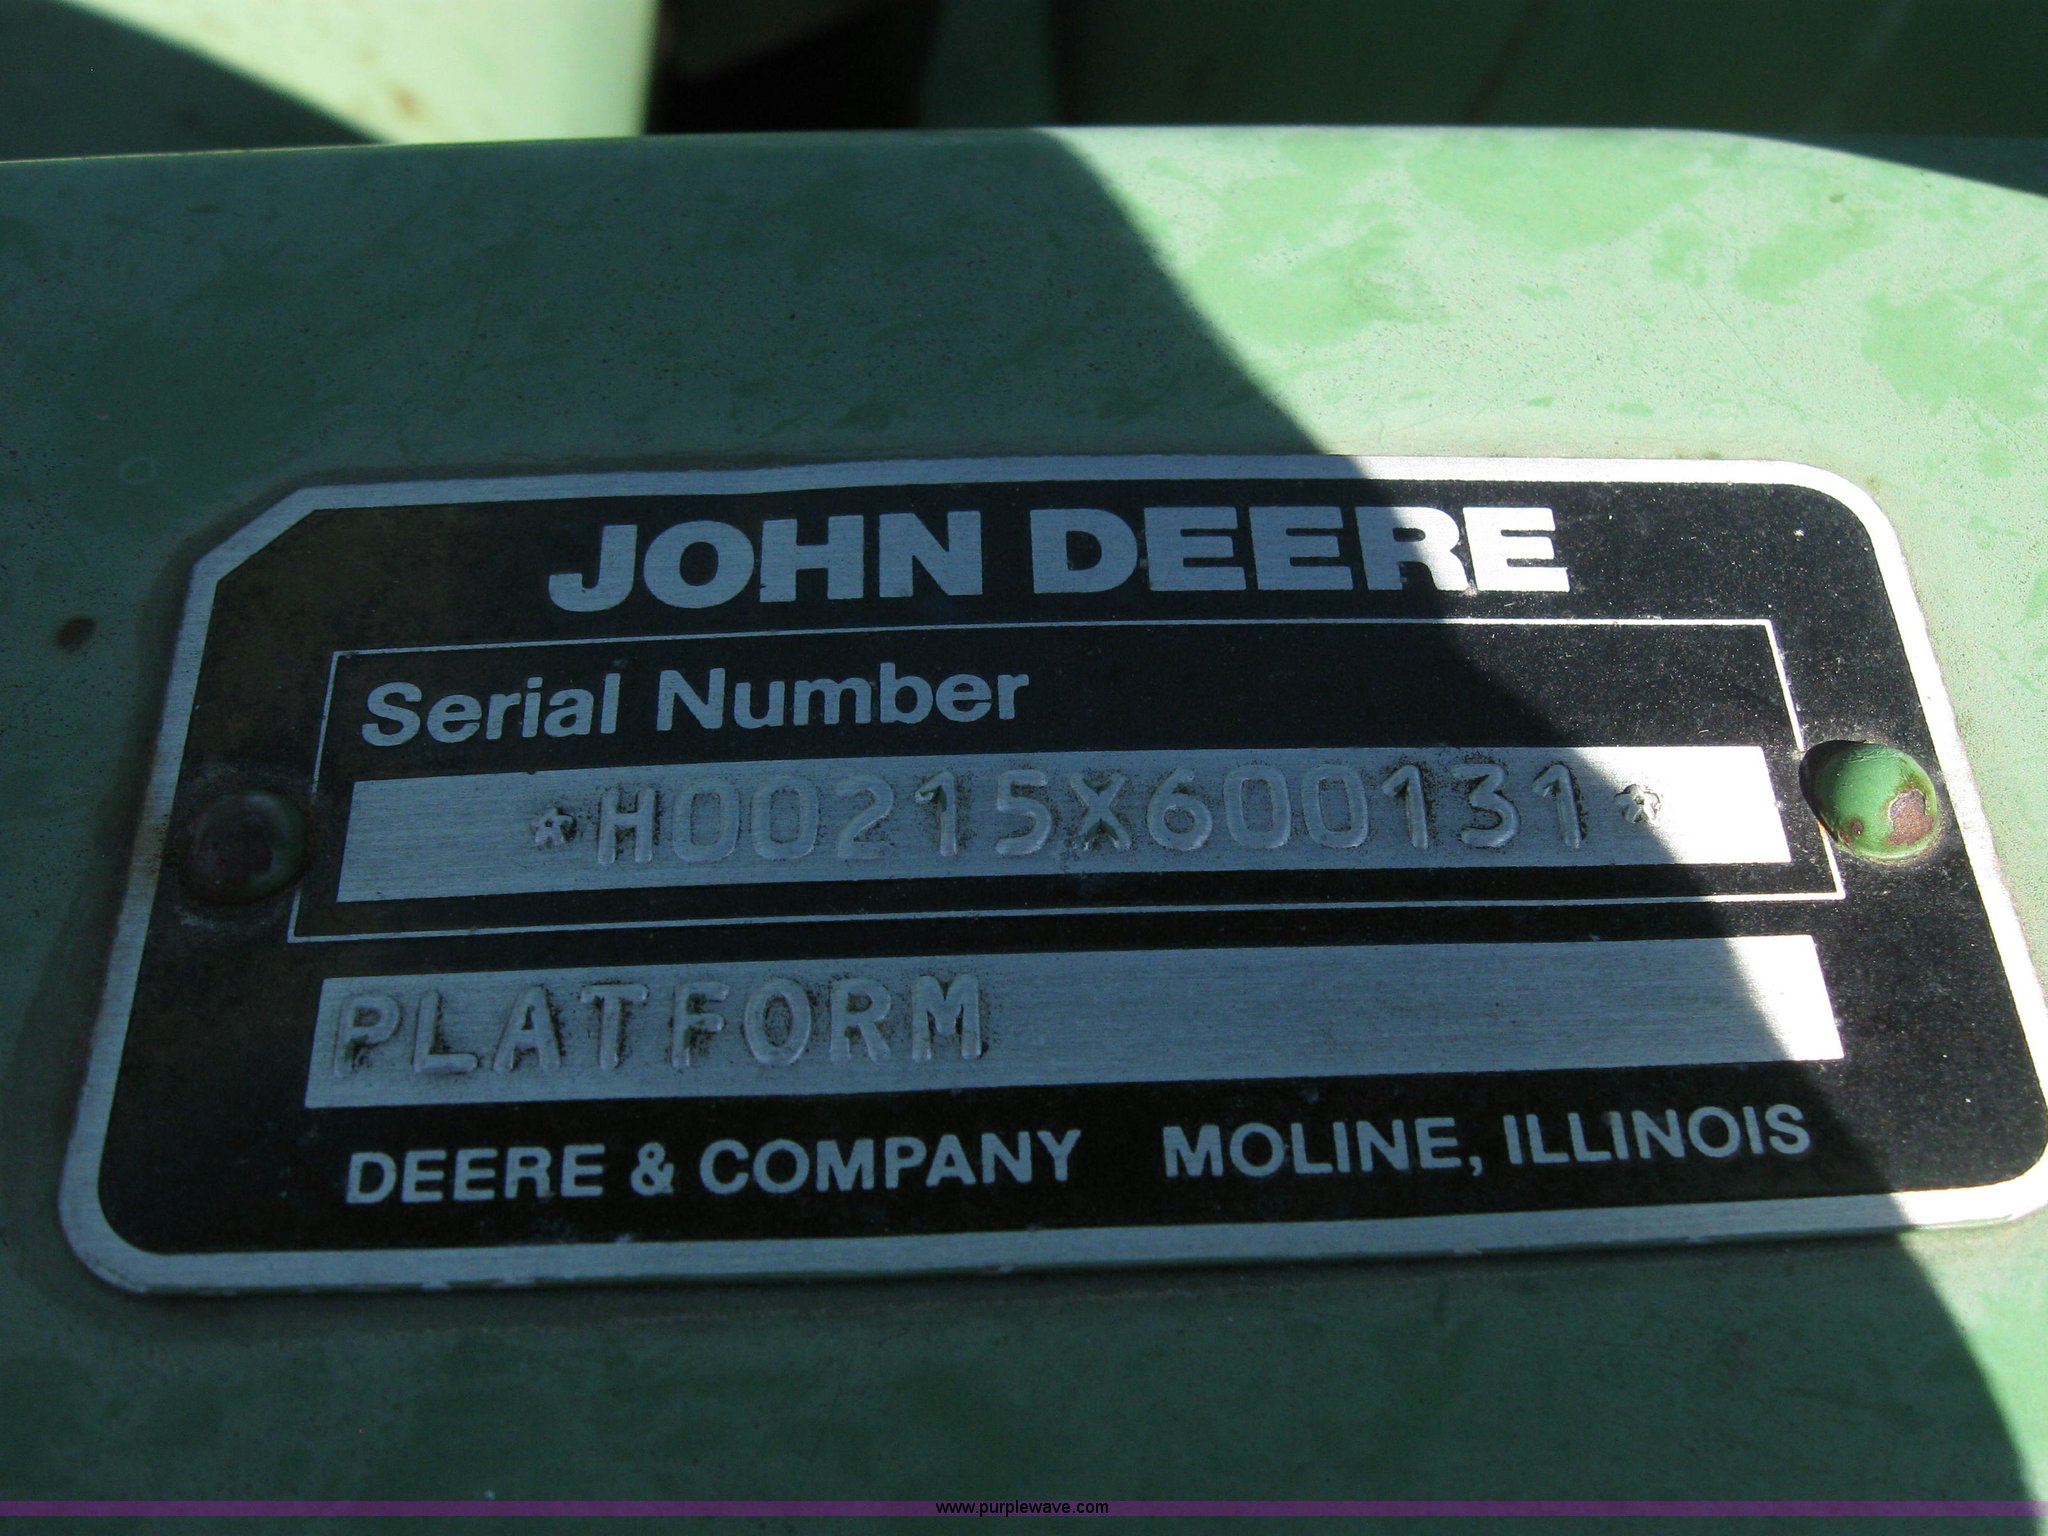 JOHN DEERE
Serial Number
*H00215X600131*
PLATFORM
DEERE & COMPANY MOLINE, ILLINOIS
www.purplewave.com